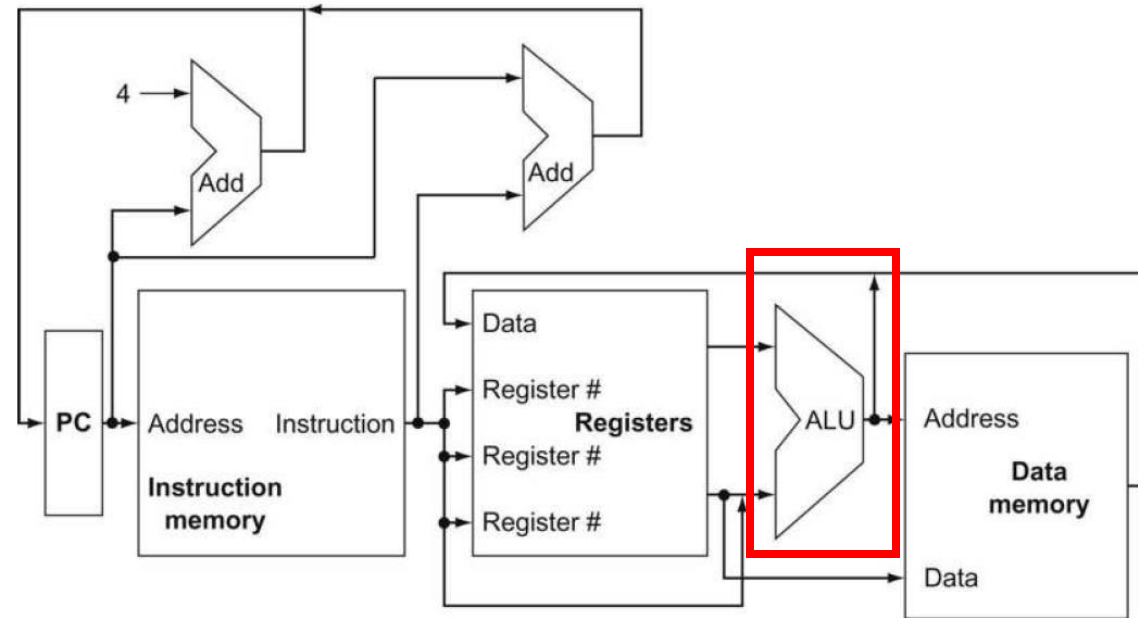 4
Add
Add
PC
Address
Instruction
Instruction
memory
Data
Register #
Registers
Register #
Register #
ALU
Address
Data
memory
Data